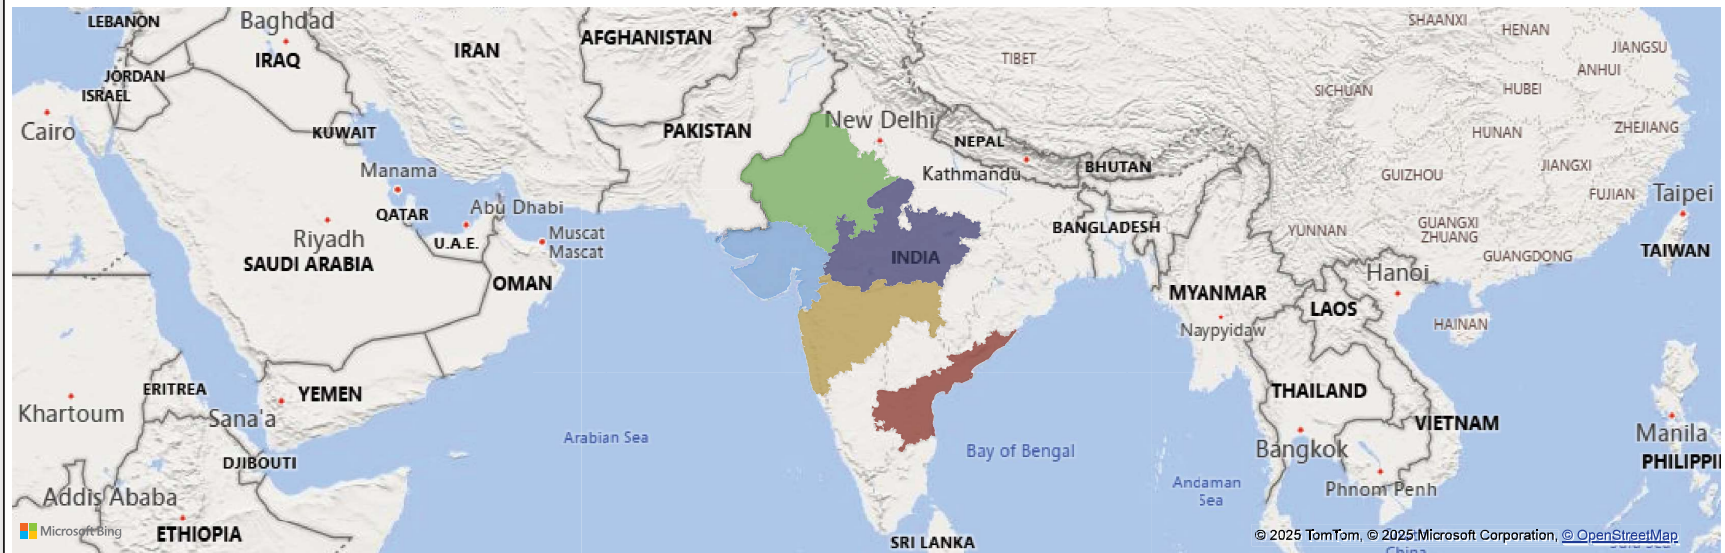 LEBANON
Baghdad
IRAQ
IRAN
AFGHANISTAN
TIBET
SHAANXI
HENAN
JIANGSU
JORDAN
ISRAEL
SICHUAN
HUBEI
ANHUI
Cairo
KUWAIT
PAKISTAN
New Delhi
NEPAL
HUNAN
ZHEJIANG
Manama
Kathmandu
BHUTAN
GUIZHOU
JIANGXI
FUJIAN
Taipei
QATAR
Abu Dhabi
Riyadh
U.A.E.
Muscat
Mascat
BANGLADESH
YUNNAN
GUANGXI
ZHUANG
GUANGDONG
TAIWAN
SAUDI ARABIA
OMAN
INDIA
Hanoi
MYANMAR
LAOS
HAINAN
Naypyidaw
ERITREA
YEMEN
THAILAND
Khartoum
Sana'a
VIETNAM
Arabian Sea
Bay of Bengal
Bangkok
Manila
DJIBOUTI
PHILIPPI
Addis Ababa
Andaman
Sea
Phnom Penh
ETHIOPIA
SRI LANKA
Microsoft Bing
© 2025 TomTom, © 2025 Microsoft Corporation, © OpenStreetMap
China